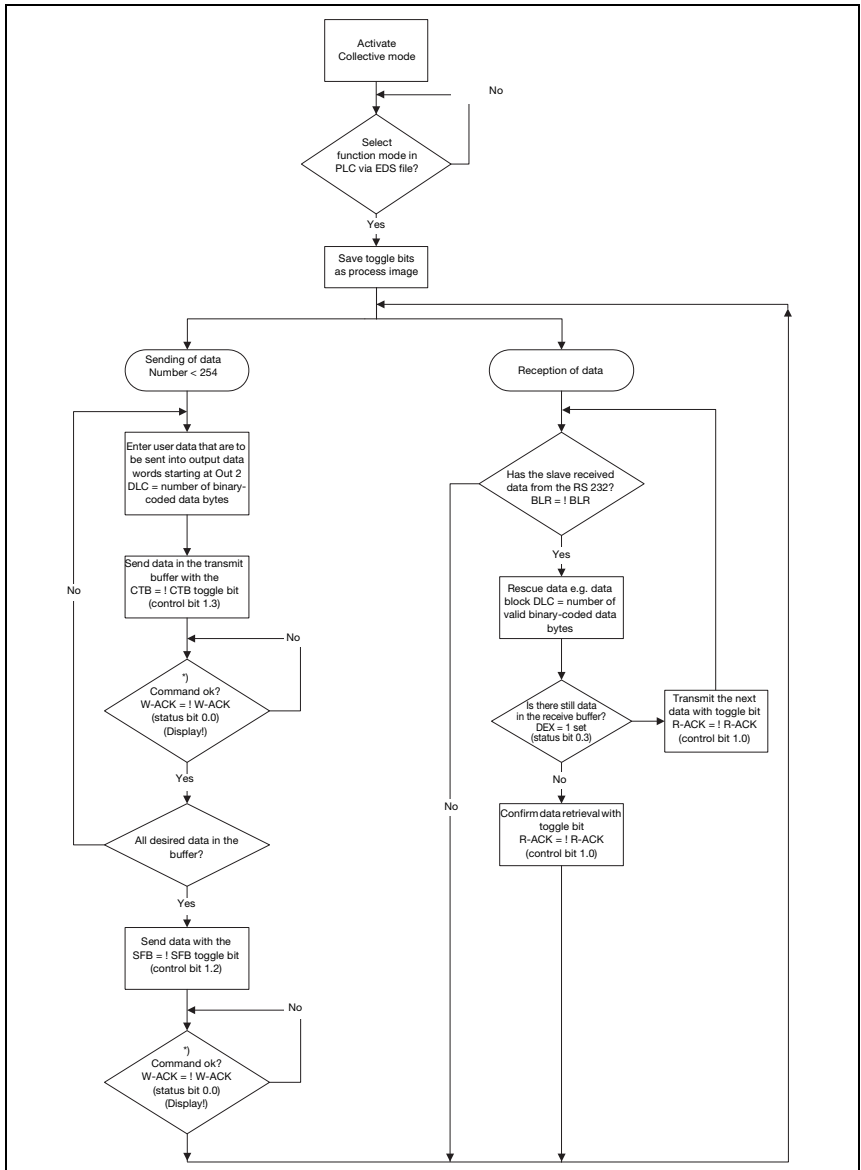 Activate
Collective mode
No
Select
function mode in
PLC via EDS file?
Yes
Save toggle bits
as process image
Sending of data
Number < 254
Enter user data that are to
be sent into output data
words starting at Out 2
DLC = number of binary-
coded data bytes
Send data in the transmit
buffer with the
CTB = ! CTB toggle bit
(control bit 1.3)
No
No
*)
Command ok?
W-ACK = ! W-ACK
(status bit 0.0)
(Display!)
Yes
All desired data in the
buffer?
Yes
Send data with the
SFB = ! SFB toggle bit
(control bit 1.2)
No
*)
Command ok?
W-ACK = ! W-ACK
(status bit 0.0)
(Display!)
Reception of data
Has the slave received
data from the RS 232?
BLR = ! BLR
Yes
Rescue data e.g. data
block DLC = number of
valid binary-coded data
bytes
Is there still data
in the receive buffer?
DEX = 1 set
(status bit 0.3)
Transmit the next
data with toggle bit
R-ACK = ! R-ACK
(control bit 1.0)
No
No
Confirm data retrieval with
toggle bit
R-ACK = ! R-ACK
(control bit 1.0)